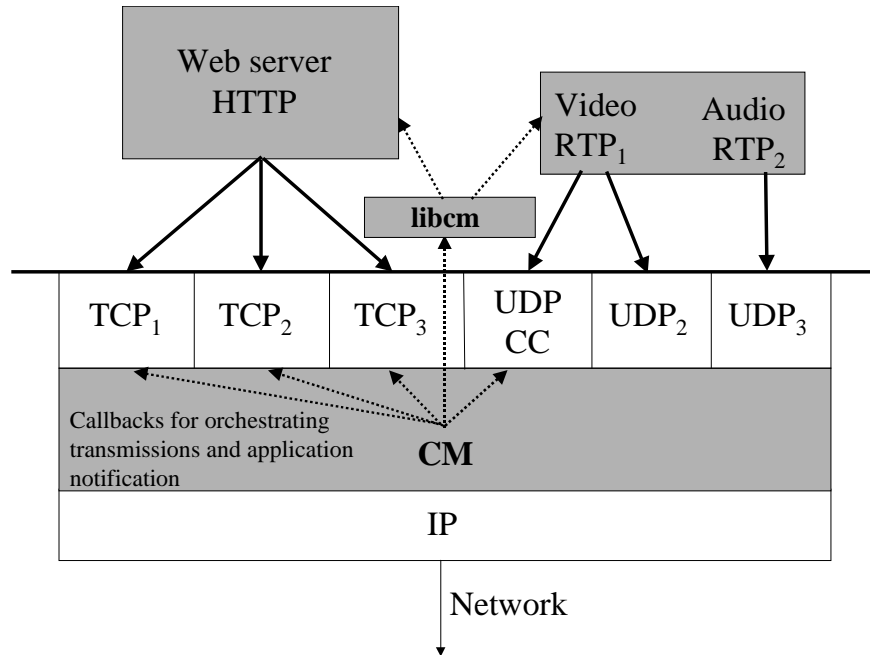 Web server
HTTP
Video
RTP₁
Audio
RTP₂
libcm
TCP₁
TCP₂
TCP₃
UDP
CC
UDP₂
UDP₃
Callbacks for orchestrating
transmissions and application
notification
CM
IP
Network